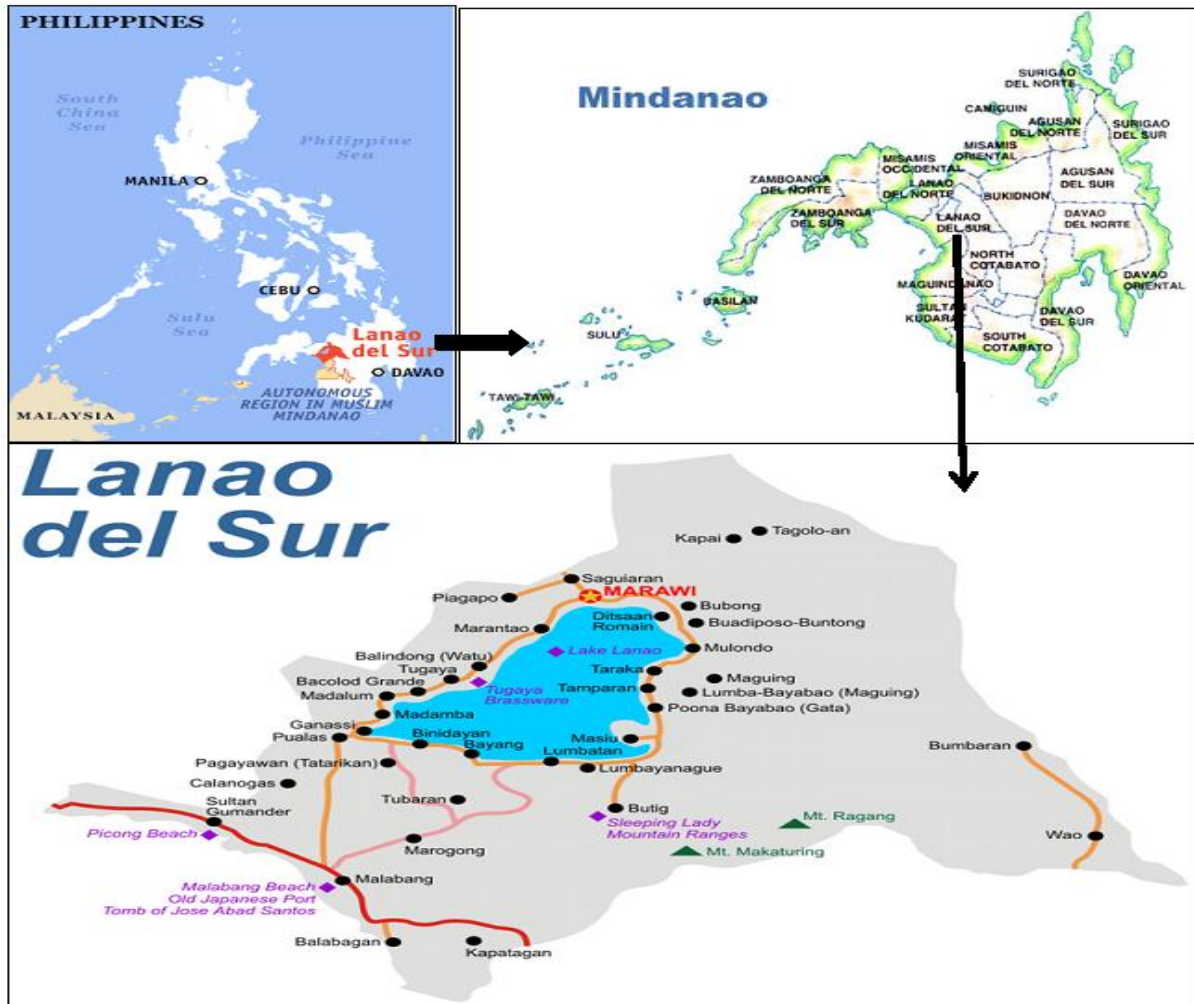 PHILIPPINES
South
China
Sea
Philippine
Sea
MANILA
CEBU
Sulu
Sea
Lanao
del Sur
DAVAO
AUTONOMOUS
REGION IN MUSLIM
MINDANAO
MALAYSIA
Mindanao
SURIGAO
DEL NORTE
CAMIGUIN
AGUSAN
DEL NORTE
SURIGAO
DEL SUR
MISAMIS
ORIENTAL
MISAMIS
OCCIDENTAL
AGUSAN
DEL SUR
ZAMBOANGA
DEL NORTE
LANAO
DEL NORTE
BUKIDNON
ZAMBOANGA
DEL SUR
LANAO
DEL SUR
DAVAO
DEL NORTE
NORTH
COTABATO
MAGUINDANAO
DAVAO
ORIENTAL
BASILAN
SULTAN
KUDARAT
DAVAO
DEL SUR
SULU
SOUTH
COTABATO
TAWI-TAWI
Lanao
del Sur
Tagolo-an
Kapai
Saguiaran
MARAWI
Piagapo
Bubong
Ditsaan
Romain
Buadiposo-Buntong
Marantao
Mulondo
Lake Lanao
Balindong (Watu)
Tugaya
Taraka
Bacolod Grande
Maguing
Tugaya
Brassware
Tamparan
Lumba-Bayabao (Maguing)
Madalum
Poona Bayabao (Gata)
Madamba
Ganassi
Pualas
Binidayan
Bayang
Masiu
Lumbatan
Bumbaran
Pagayawan (Tatarikan)
Lumbayanague
Calanogas
Tubaran
Sultan
Gumander
Butig
Picong Beach
Sleeping Lady
Mountain Ranges
Mt. Ragang
Wao
Marogong
Mt. Makaturing
Malabang
Malabang Beach
Old Japanese Port
Tomb of Jose Abad Santos
Balabagan
Kapatagan